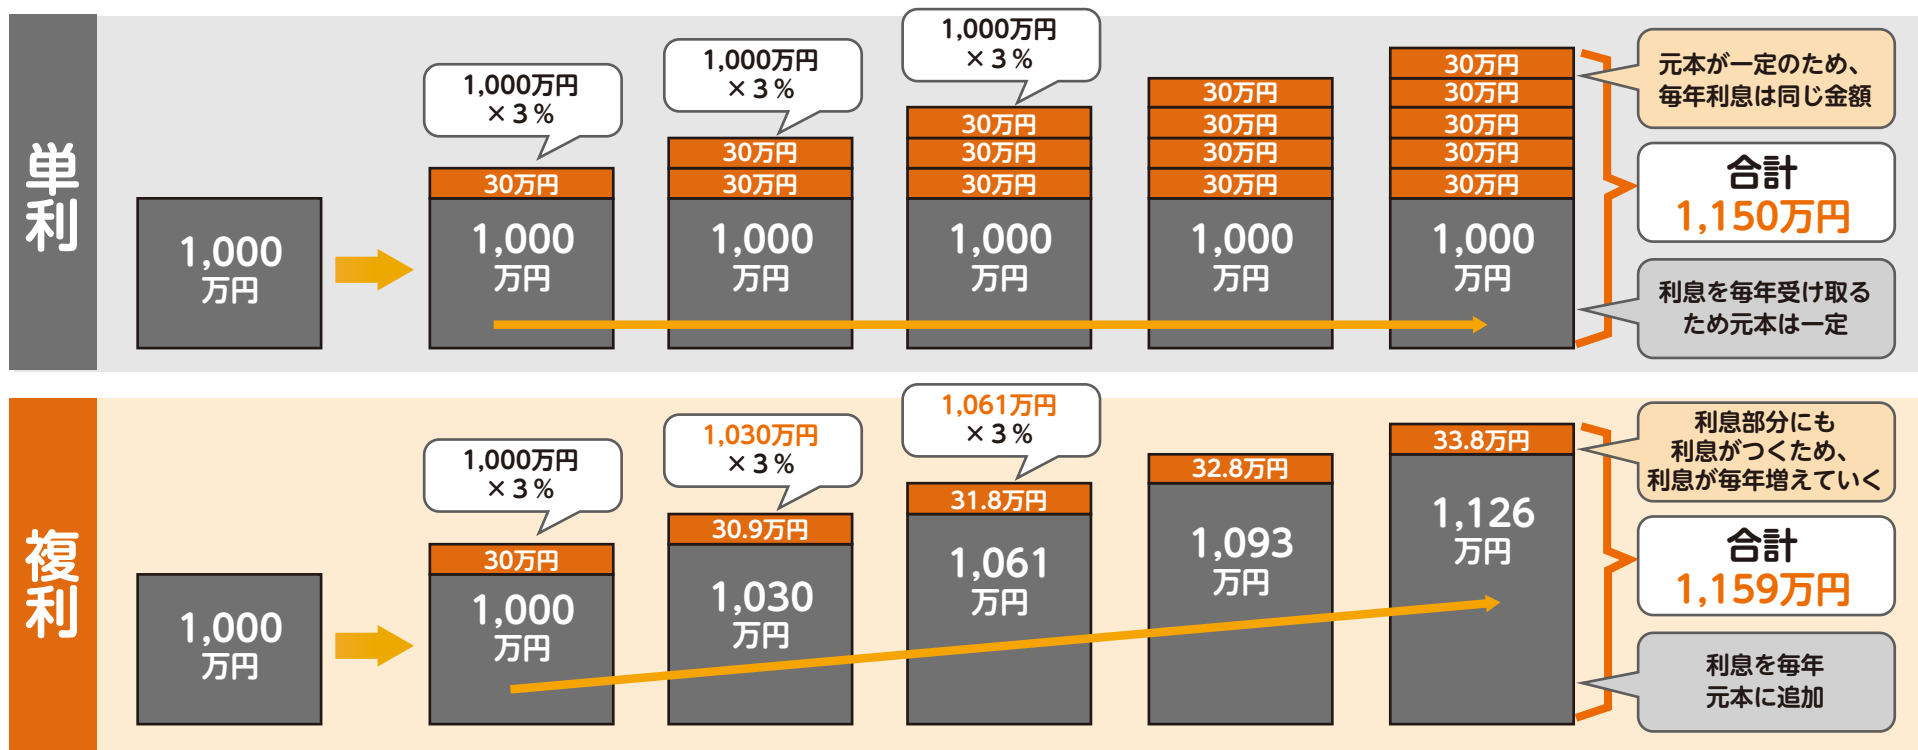 単利
1,000
万円
1,000万円
×3%
30万円
1,000
万円
1,000万円
×3%
30万円
30万円
1,000
万円
1,000万円
×3%
30万円
30万円
30万円
1,000
万円
30万円
30万円
30万円
30万円
1,000
万円
30万円
30万円
30万円
30万円
30万円
1,000
万円
元本が一定のため、
毎年利息は同じ金額
合計
1,150万円
利息を毎年受け取る
ため元本は一定
複利
1,000
万円
1,000万円
×3%
30万円
1,000
万円
1,030万円
×3%
30.9万円
1,030
万円
1,061万円
×3%
31.8万円
1,061
万円
32.8万円
1,093
万円
33.8万円
1,126
万円
利息部分にも
利息がつくため、
利息が毎年増えていく
合計
1,159万円
利息を毎年
元本に追加